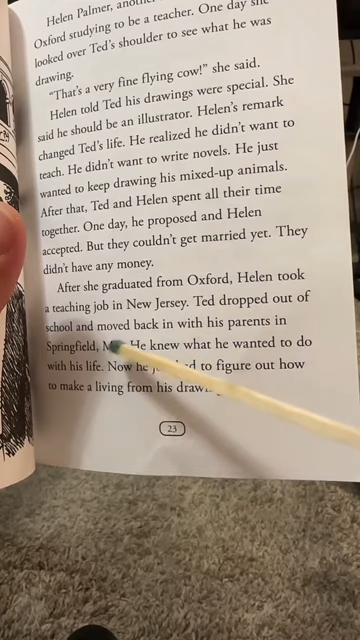 Helen Palmer,
Oxford studying to be a teacher. One day she
looked over Ted's shoulder to see what he was
drawing.
"That's a very fine flying cow!" she said.
Helen told Ted his drawings were special. She
said he should be an illustrator. Helen's remark
changed Ted's life. He realized he didn't want to
teach. He didn't want to write novels. He just
wanted to keep drawing his mixed-up animals.
After that, Ted and Helen spent all their time
together. One day, he proposed and Helen
accepted. But they couldn't get married yet. They
didn't have any money.
After she graduated from Oxford, Helen took
a teaching job in New Jersey. Ted dropped out of
school and moved back in with his parents in
Springfield, He knew what he wanted to do
with his life. Now he to figure out how
to make a living from his
23